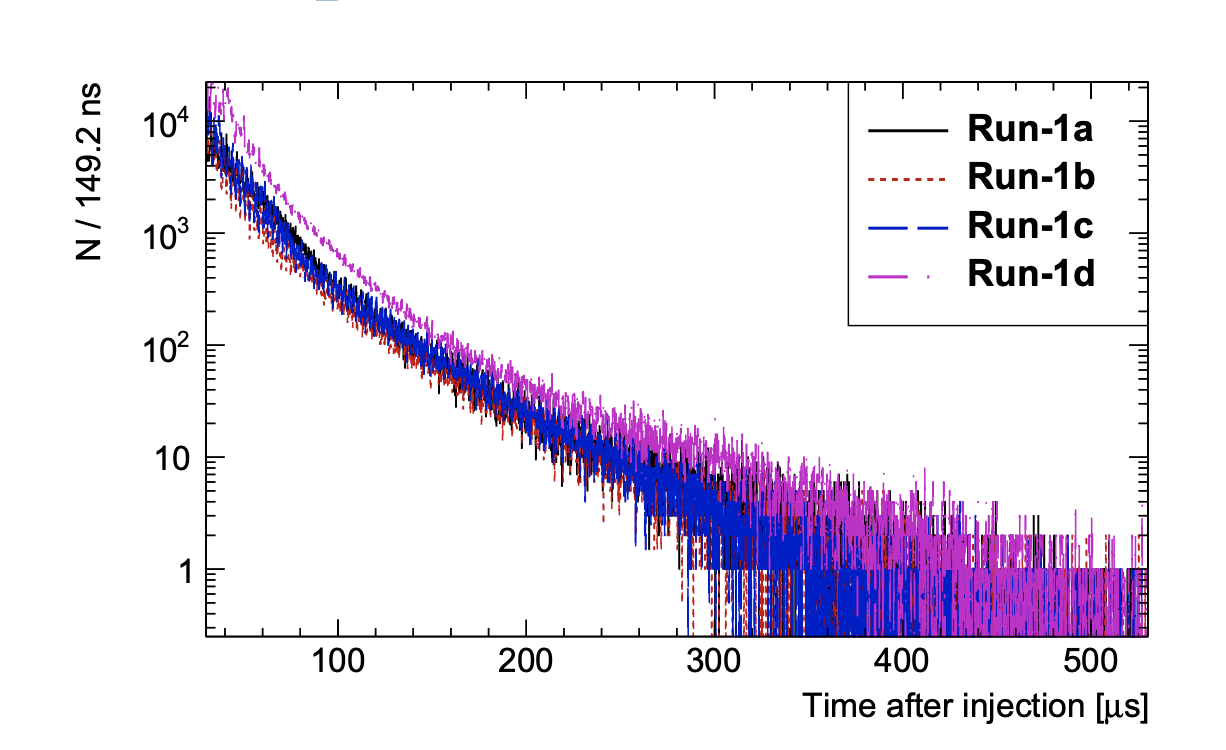 N / 149.2 ns
10⁴
10³
10²
10
1
Run-1a
Run-1b
Run-1c
Run-1d
100 200 300 400 500
Time after injection [μs]